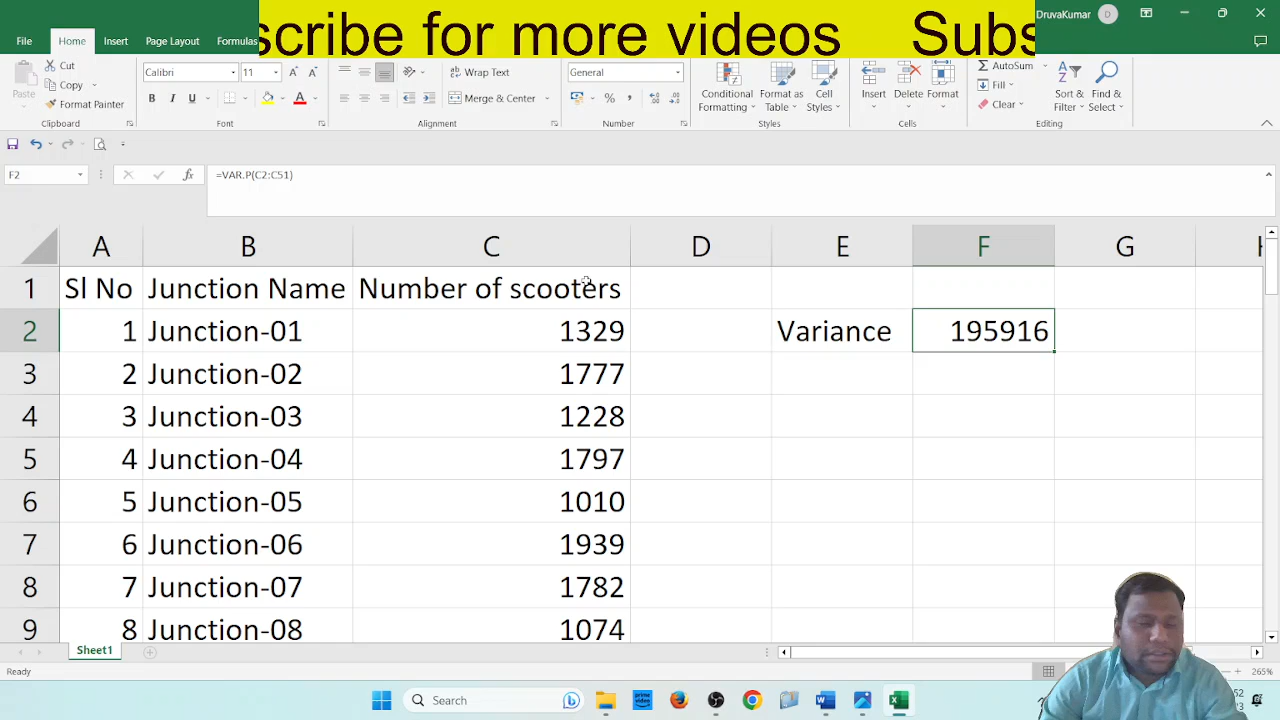 scribe for more videos Subs
DruvaKumar D
File Home Insert Page Layout Formulas
Cut
Copy
Format Painter
Paste
Clipboard
Calibri 11
B I U
Font
Wrap Text
Merge & Center
Alignment
General
Number
Conditional Formatting
Format as Table
Cell Styles
Styles
Insert Delete Format
Cells
AutoSum
Fill
Clear
Sort & Filter
Find & Select
Editing
F2 fx =VAR.P(C2:C51)
A B C D E F G H
1 Sl No Junction Name Number of scooters
2 1 Junction-01 1329 Variance 195916
3 2 Junction-02 1777
4 3 Junction-03 1228
5 4 Junction-04 1797
6 5 Junction-05 1010
7 6 Junction-06 1939
8 7 Junction-07 1782
9 8 Junction-08 1074
Sheet1
Ready
265%
Search